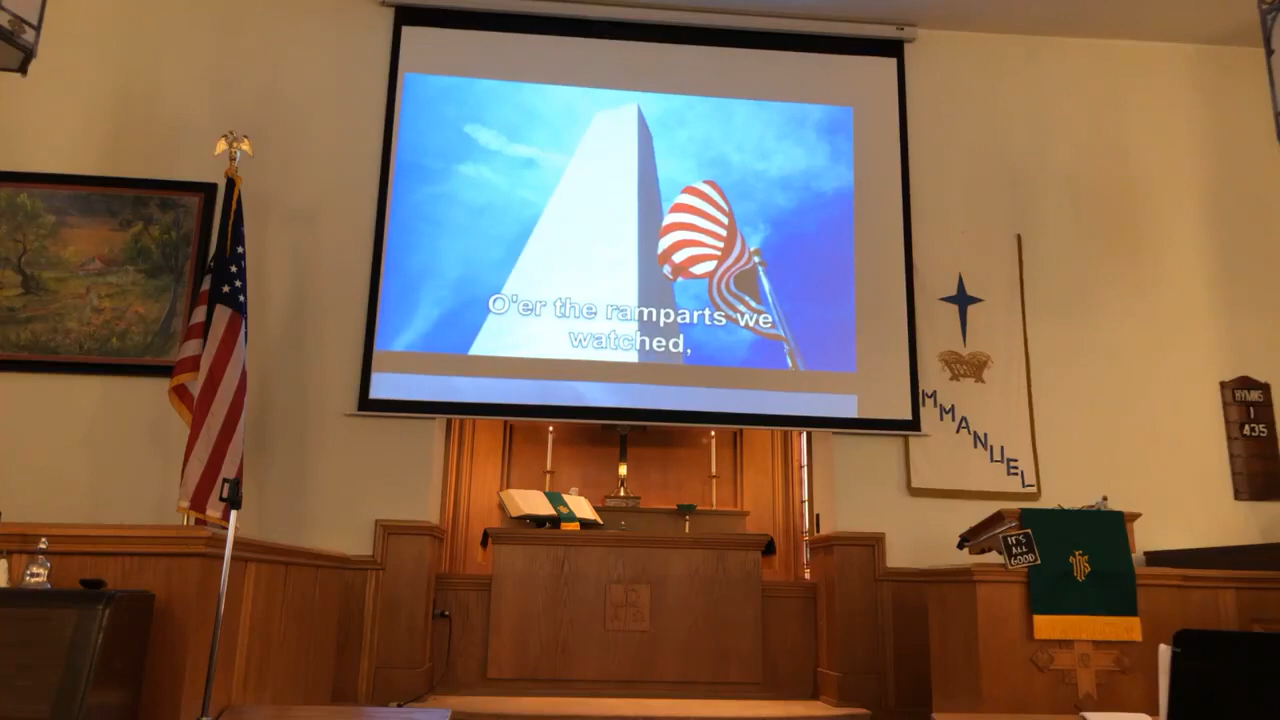 O'er the ramparts we
watched,
MMANUEL
HYMNS
1
435
IT'S
ALL
GOOD
ihs